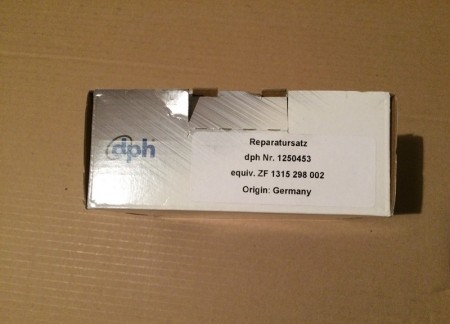 dph
Reparatursatz
dph Nr. 1250453
equiv. ZF 1315 298 002
Origin: Germany